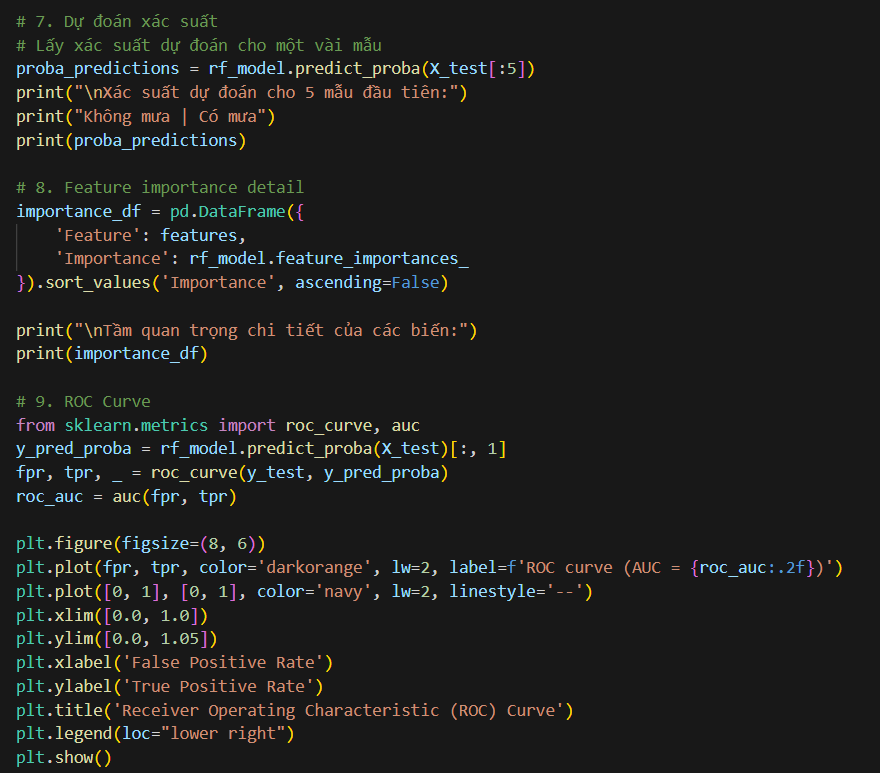 # 7. Dự đoán xác suất
# Lấy xác suất dự đoán cho một vài mẫu
proba_predictions = rf_model.predict_proba(X_test[:5])
print("\nXác suất dự đoán cho 5 mẫu đầu tiên:")
print("Không mưa | Có mưa")
print(proba_predictions)

# 8. Feature importance detail
importance_df = pd.DataFrame({
    'Feature': features,
    'Importance': rf_model.feature_importances_
}).sort_values('Importance', ascending=False)

print("\nTầm quan trọng chi tiết của các biến:")
print(importance_df)

# 9. ROC Curve
from sklearn.metrics import roc_curve, auc
y_pred_proba = rf_model.predict_proba(X_test)[:, 1]
fpr, tpr, _ = roc_curve(y_test, y_pred_proba)
roc_auc = auc(fpr, tpr)

plt.figure(figsize=(8, 6))
plt.plot(fpr, tpr, color='darkorange', lw=2, label=f'ROC curve (AUC = {roc_auc:.2f})')
plt.plot([0, 1], [0, 1], color='navy', lw=2, linestyle='--')
plt.xlim([0.0, 1.0])
plt.ylim([0.0, 1.05])
plt.xlabel('False Positive Rate')
plt.ylabel('True Positive Rate')
plt.title('Receiver Operating Characteristic (ROC) Curve')
plt.legend(loc="lower right")
plt.show()